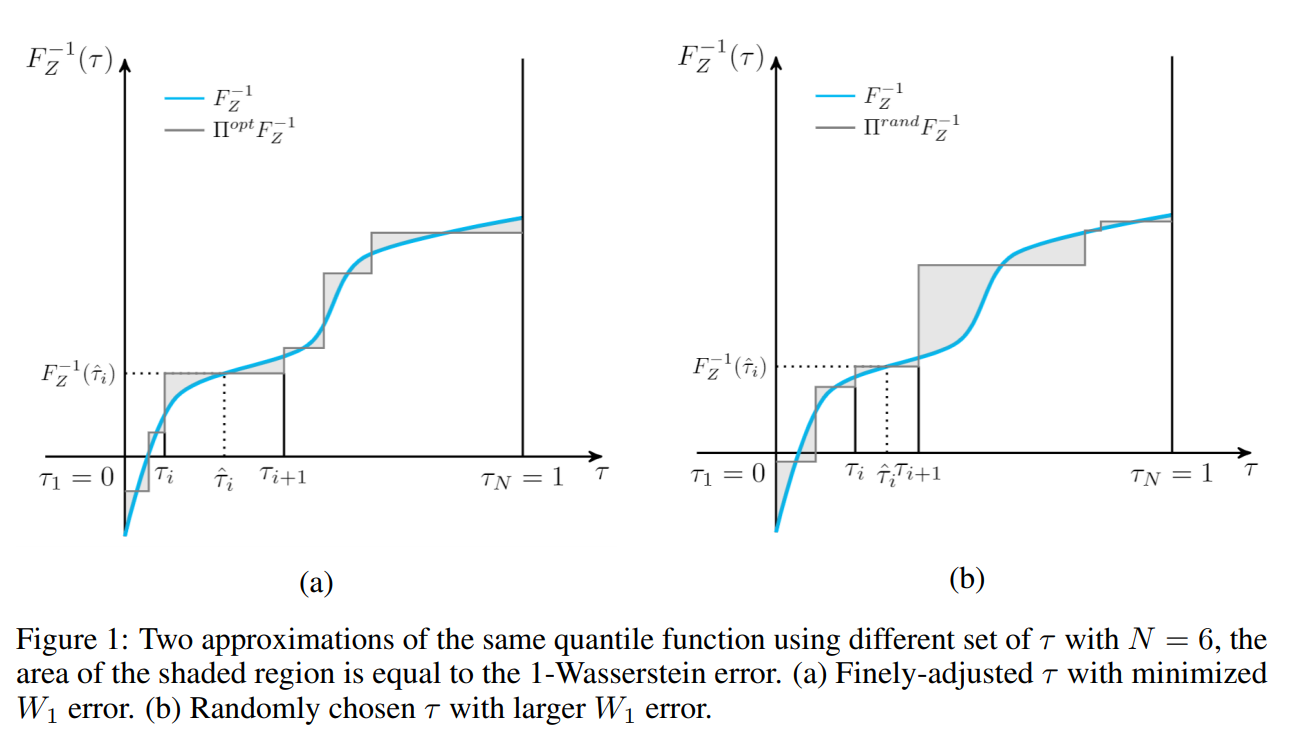 F_Z^{-1}(τ)
F_Z^{-1}
Π^{opt} F_Z^{-1}
F_Z^{-1}(τ̂_i)
τ_1 = 0
τ_i
τ̂_i
τ_{i+1}
τ_N = 1
τ
(a)
F_Z^{-1}(τ)
F_Z^{-1}
Π^{rand} F_Z^{-1}
F_Z^{-1}(τ̂_i)
τ_1 = 0
τ_i
τ̂_i
τ_{i+1}
τ_N = 1
τ
(b)
Figure 1: Two approximations of the same quantile function using different set of τ with N = 6, the
area of the shaded region is equal to the 1-Wasserstein error. (a) Finely-adjusted τ with minimized
W_1 error. (b) Randomly chosen τ with larger W_1 error.